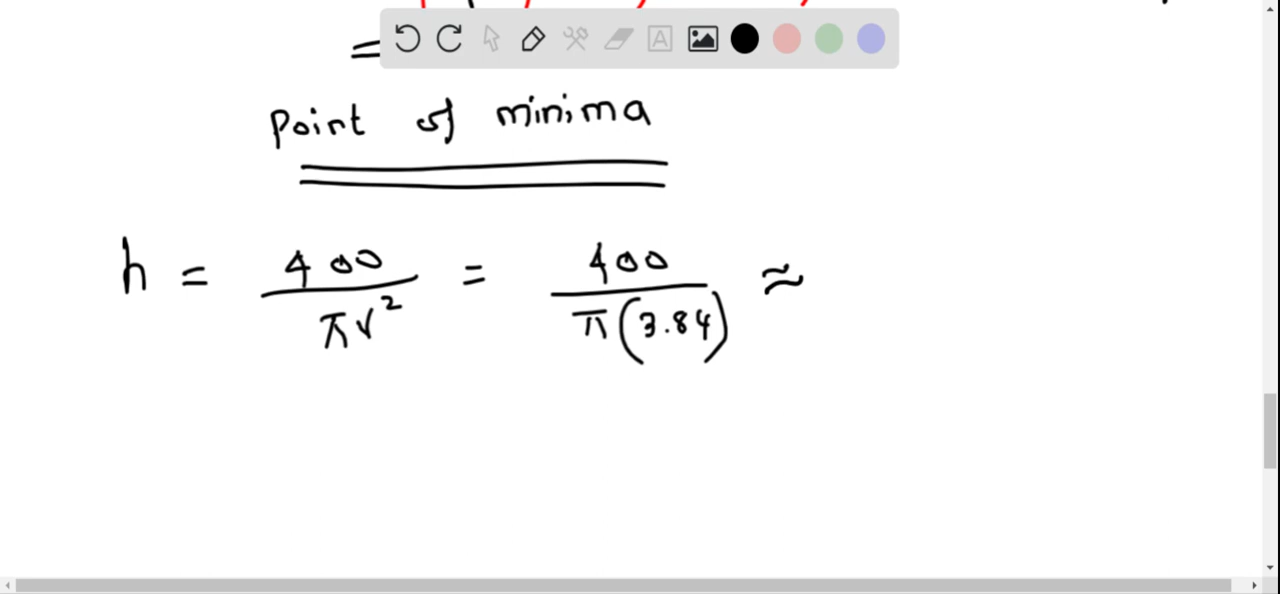 =
Point of minima
h = 400/πr² = 400/π(3.84) ≈